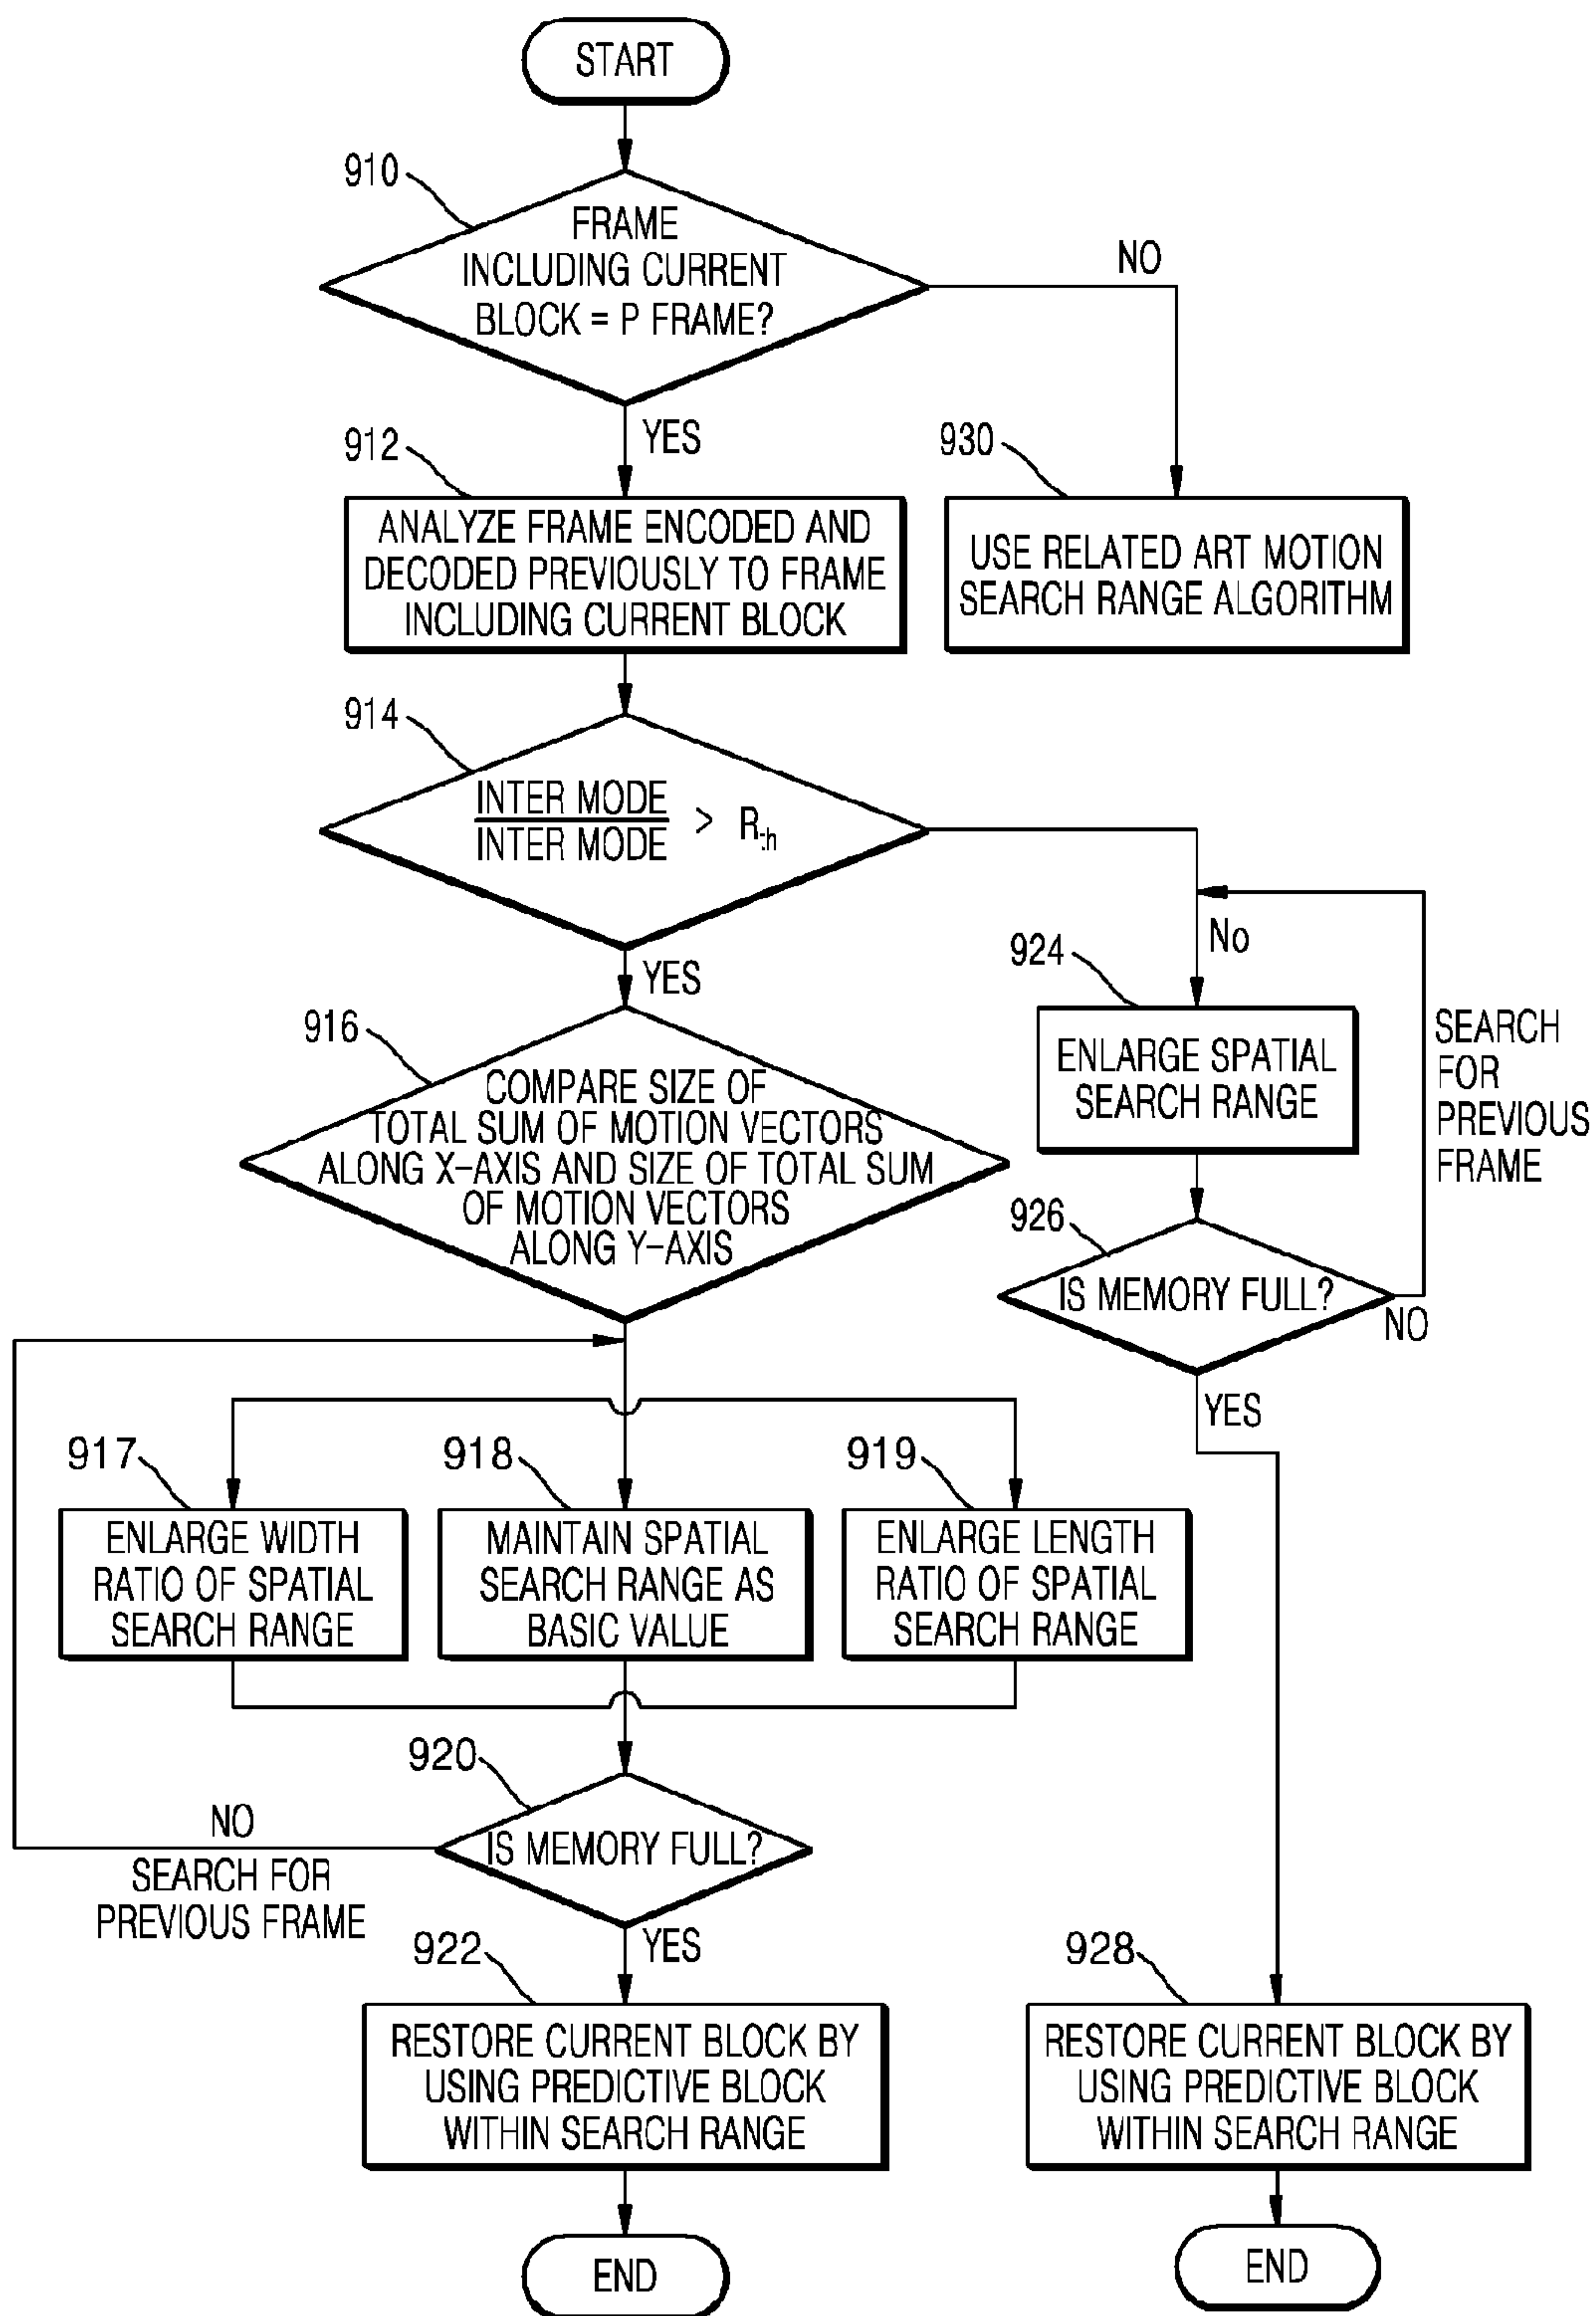 START
910
FRAME
INCLUDING CURRENT
BLOCK = P FRAME?
NO
YES
912
ANALYZE FRAME ENCODED AND
DECODED PREVIOUSLY TO FRAME
INCLUDING CURRENT BLOCK
930
USE RELATED ART MOTION
SEARCH RANGE ALGORITHM
914
INTER MODE
INTER MODE
> Rth
YES
No
916
COMPARE SIZE OF
TOTAL SUM OF MOTION VECTORS
ALONG X-AXIS AND SIZE OF TOTAL SUM
OF MOTION VECTORS
ALONG Y-AXIS
924
ENLARGE SPATIAL
SEARCH RANGE
SEARCH
FOR
PREVIOUS
FRAME
926
IS MEMORY FULL?
NO
YES
917
ENLARGE WIDTH
RATIO OF SPATIAL
SEARCH RANGE
918
MAINTAIN SPATIAL
SEARCH RANGE AS
BASIC VALUE
919
ENLARGE LENGTH
RATIO OF SPATIAL
SEARCH RANGE
920
IS MEMORY FULL?
NO
SEARCH FOR
PREVIOUS FRAME
YES
922
RESTORE CURRENT BLOCK BY
USING PREDICTIVE BLOCK
WITHIN SEARCH RANGE
928
RESTORE CURRENT BLOCK BY
USING PREDICTIVE BLOCK
WITHIN SEARCH RANGE
END
END